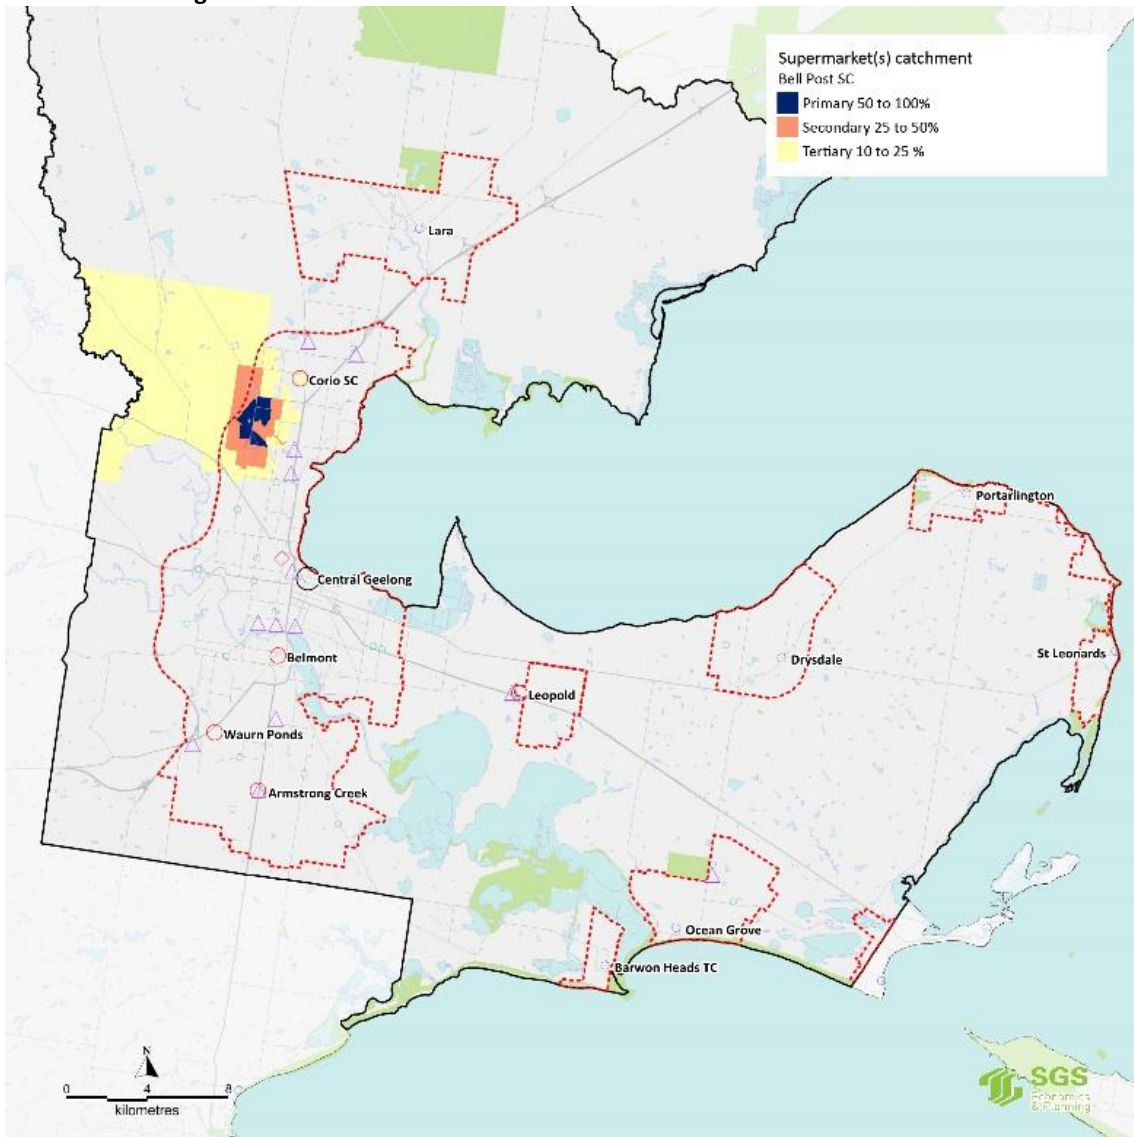 Supermarket(s) catchment
Bell Post SC
Primary 50 to 100%
Secondary 25 to 50%
Tertiary 10 to 25 %
Lara
Corio SC
Portarlington
Central Geelong
St Leonards
Drysdale
Belmont
Leopold
Waurn Ponds
Armstrong Creek
Ocean Grove
Barwon Heads TC
N
0 4 8
kilometres
SGS
Economics
& Planning